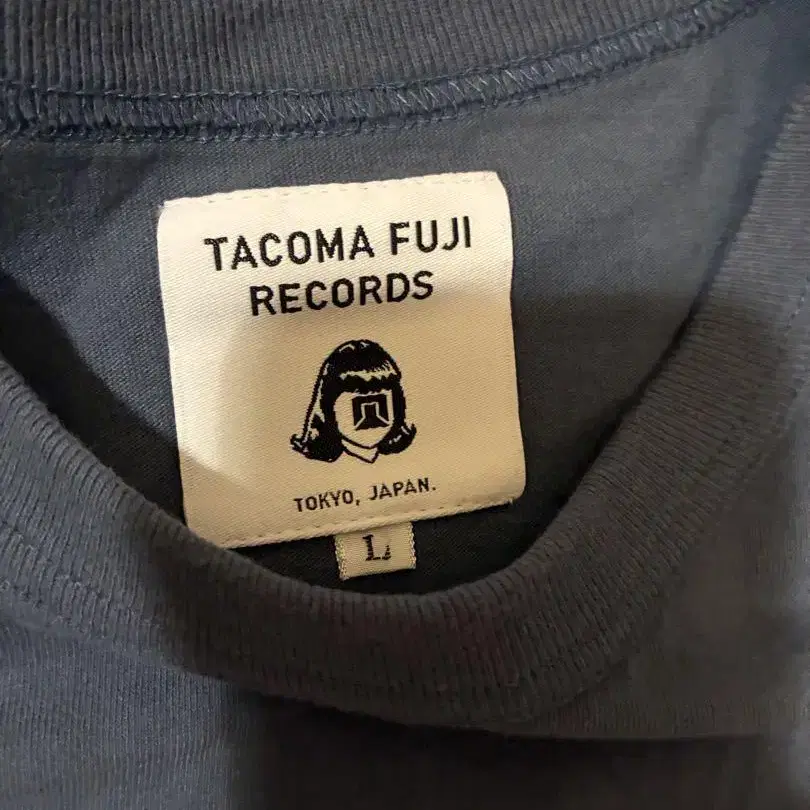 TACOMA FUJI
RECORDS
TOKYO, JAPAN.
L